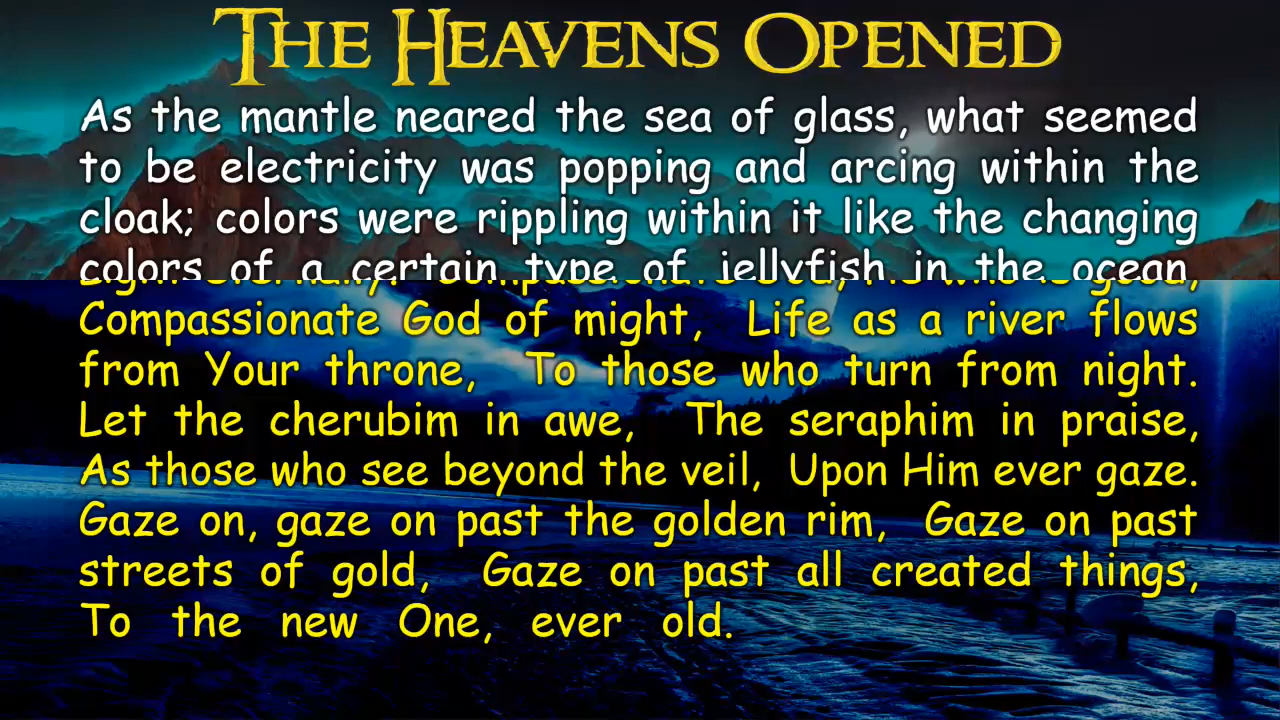 THE HEAVENS OPENED
As the mantle neared the sea of glass, what seemed
to be electricity was popping and arcing within the
cloak; colors were rippling within it like the changing
colors of a certain type of jellyfish in the ocean,
Compassionate God of might, Life as a river flows
from Your throne, To those who turn from night.
Let the cherubim in awe, The seraphim in praise,
As those who see beyond the veil, Upon Him ever gaze.
Gaze on, gaze on past the golden rim, Gaze on past
streets of gold, Gaze on past all created things,
To the new One, ever old.